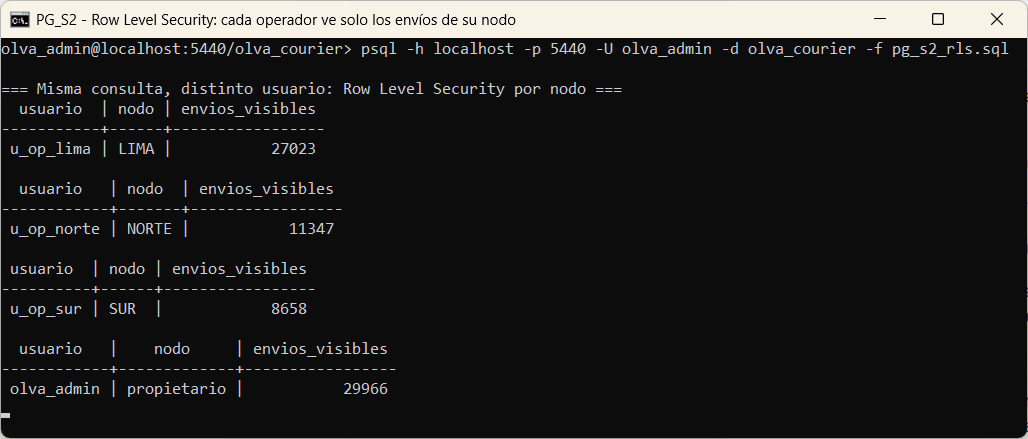 PG_S2 - Row Level Security: cada operador ve solo los envíos de su nodo
olva_admin@localhost:5440/olva_courier> psql -h localhost -p 5440 -U olva_admin -d olva_courier -f pg_s2_rls.sql
=== Misma consulta, distinto usuario: Row Level Security por nodo ===
  usuario  | nodo | envios_visibles
-----------+------+-----------------
 u_op_lima | LIMA |           27023
  usuario   | nodo  | envios_visibles
------------+-------+-----------------
 u_op_norte | NORTE |           11347
 usuario  | nodo | envios_visibles
----------+------+-----------------
 u_op_sur | SUR  |            8658
  usuario   |    nodo     | envios_visibles
------------+-------------+-----------------
 olva_admin | propietario |           29966